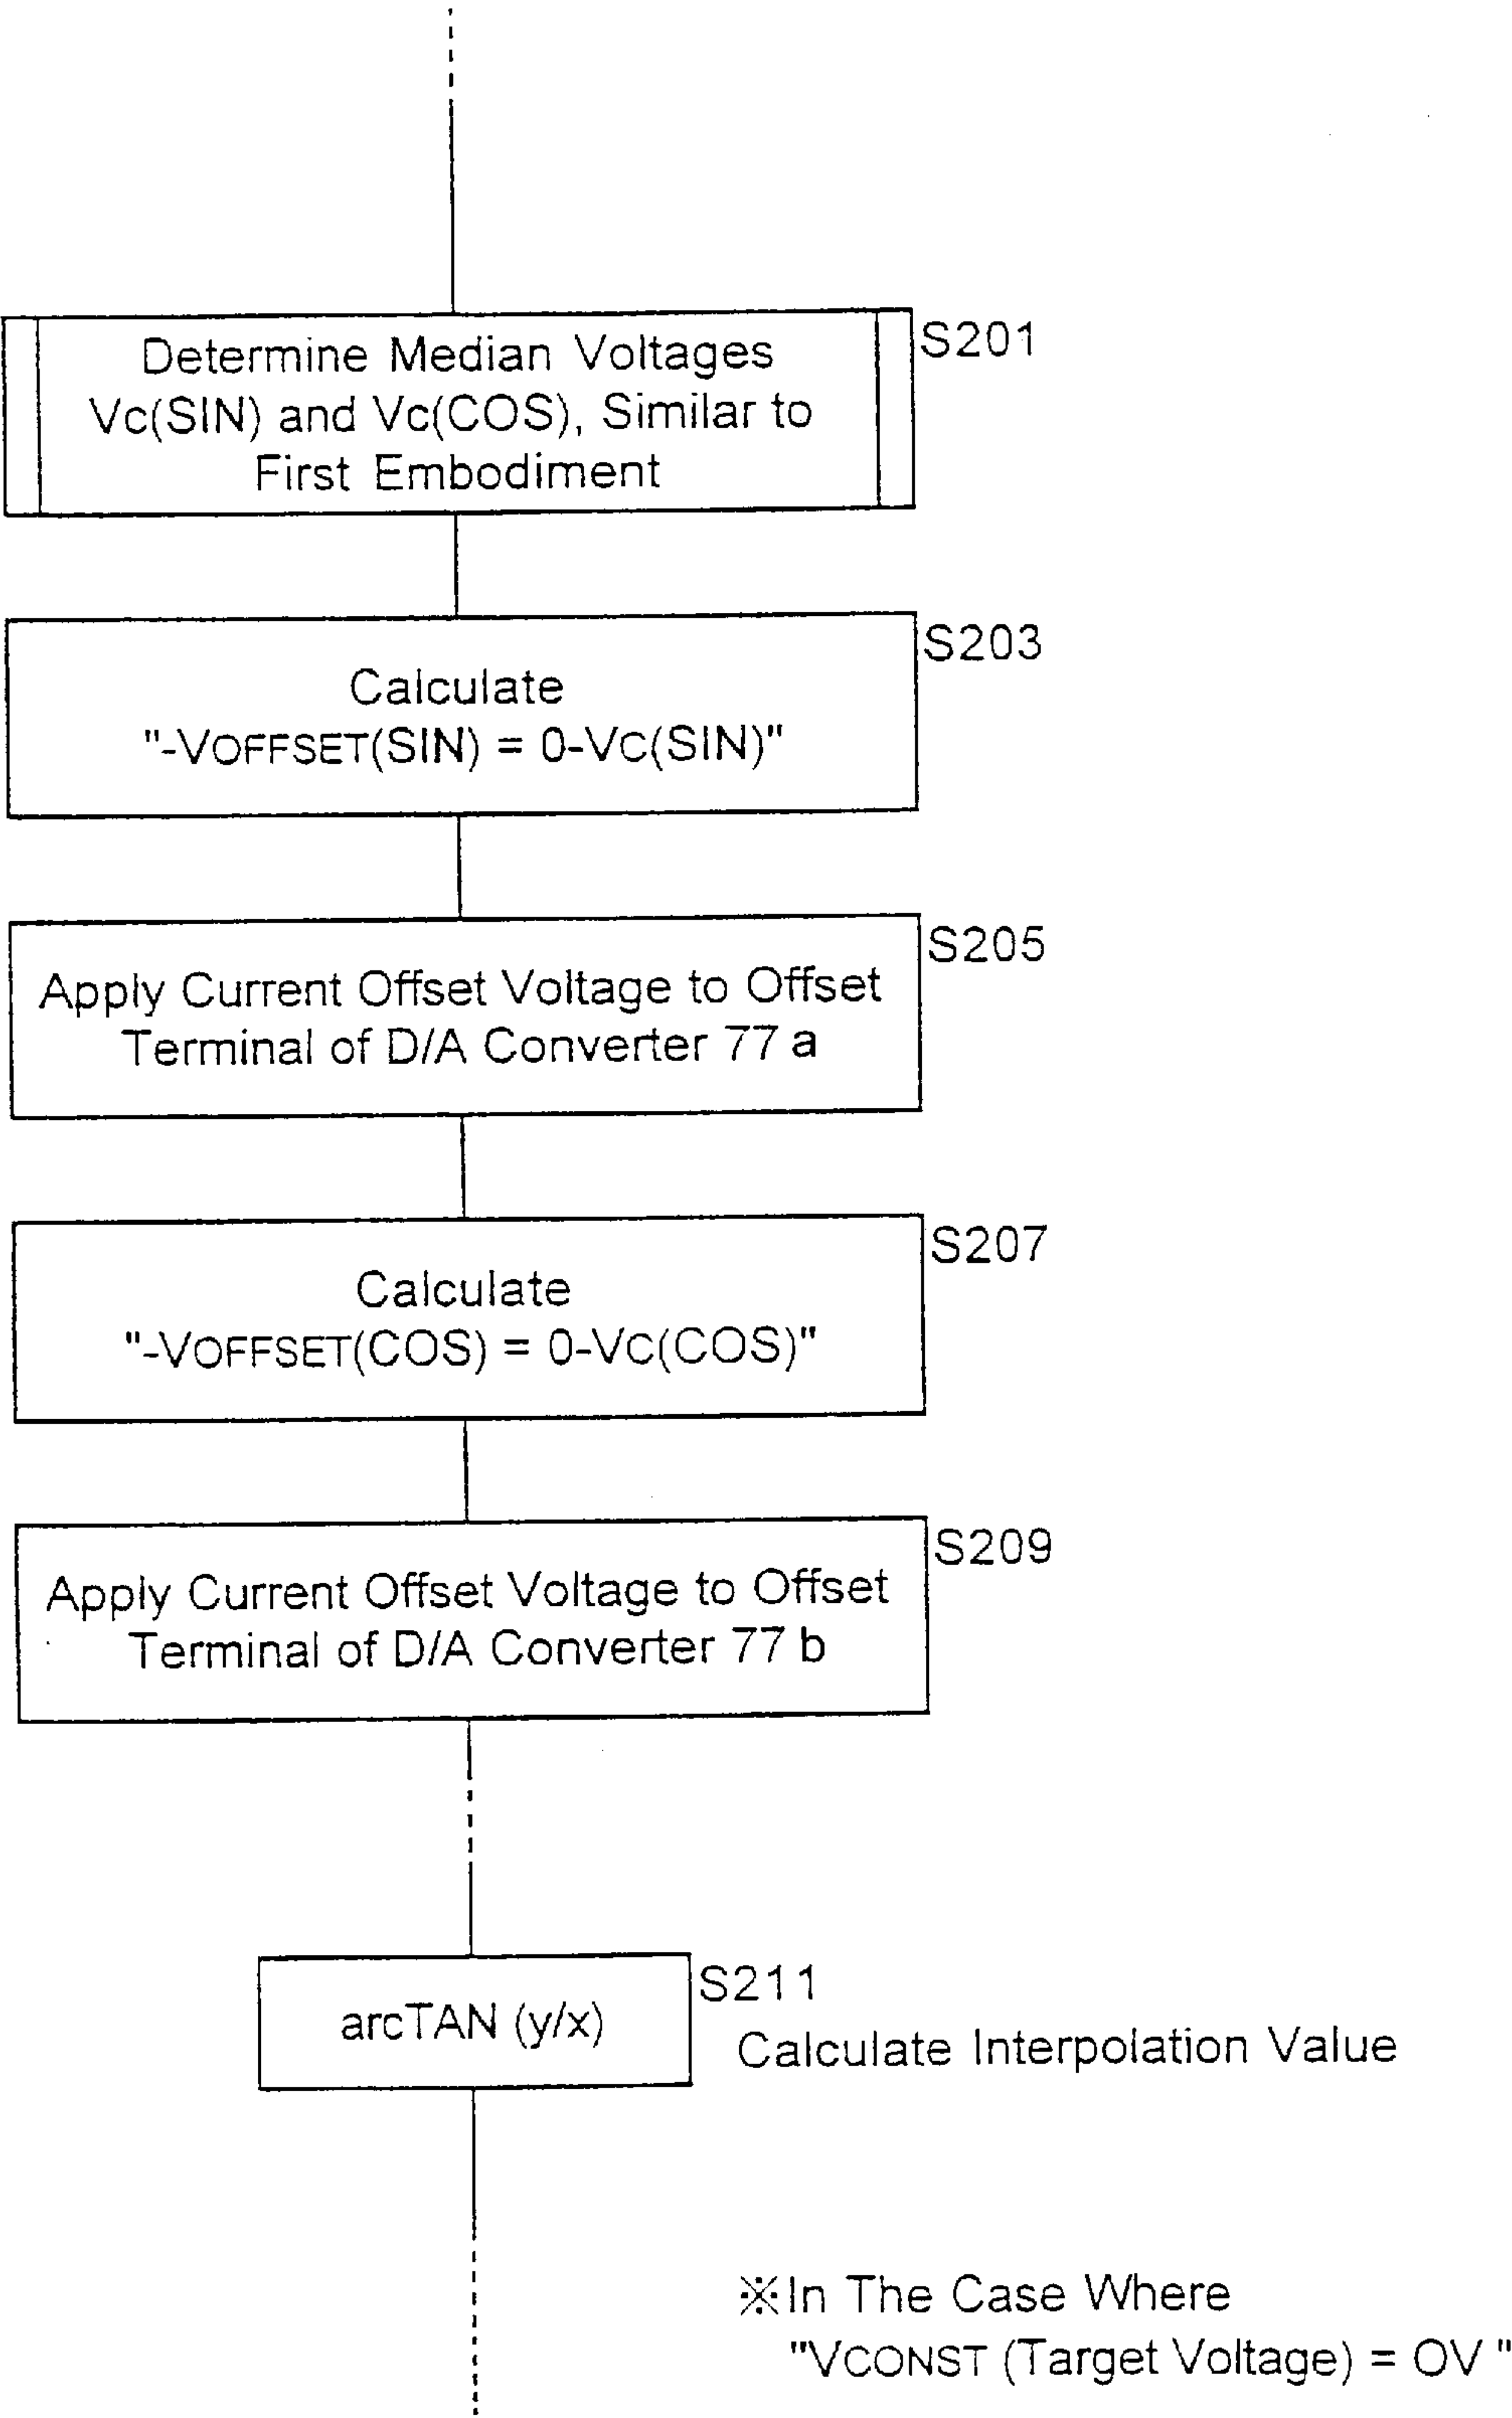 Determine Median Voltages
Vc(SIN) and Vc(COS), Similar to
First Embodiment
S201
Calculate
"-VOFFSET(SIN) = 0-VC(SIN)"
S203
Apply Current Offset Voltage to Offset
Terminal of D/A Converter 77 a
S205
Calculate
"-VOFFSET(COS) = 0-VC(COS)"
S207
Apply Current Offset Voltage to Offset
Terminal of D/A Converter 77 b
S209
arcTAN (y/x)
S211
Calculate Interpolation Value
※In The Case Where
"VCONST (Target Voltage) = OV "